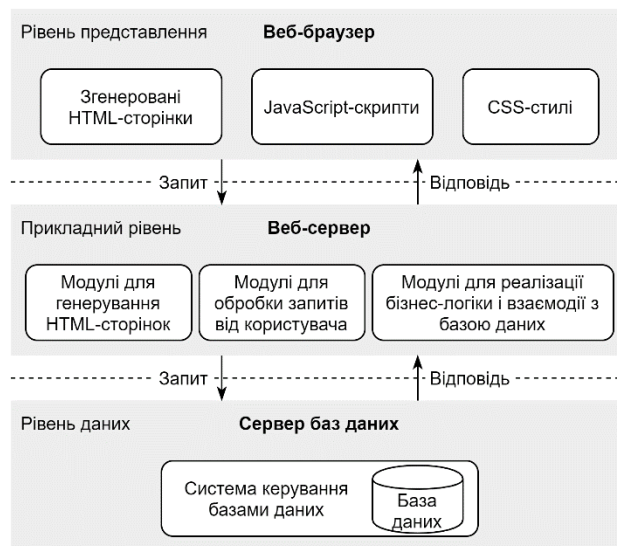 Рівень представлення Веб-браузер
Згенеровані
HTML-сторінки
JavaScript-скрипти
CSS-стилі
Запит
Відповідь
Прикладний рівень Веб-сервер
Модулі для
генерування
HTML-сторінок
Модулі для
обробки запитів
від користувача
Модулі для реалізації
бізнес-логіки і взаємодії з
базою даних
Запит
Відповідь
Рівень даних Сервер баз даних
Система керування
базами даних
База
даних